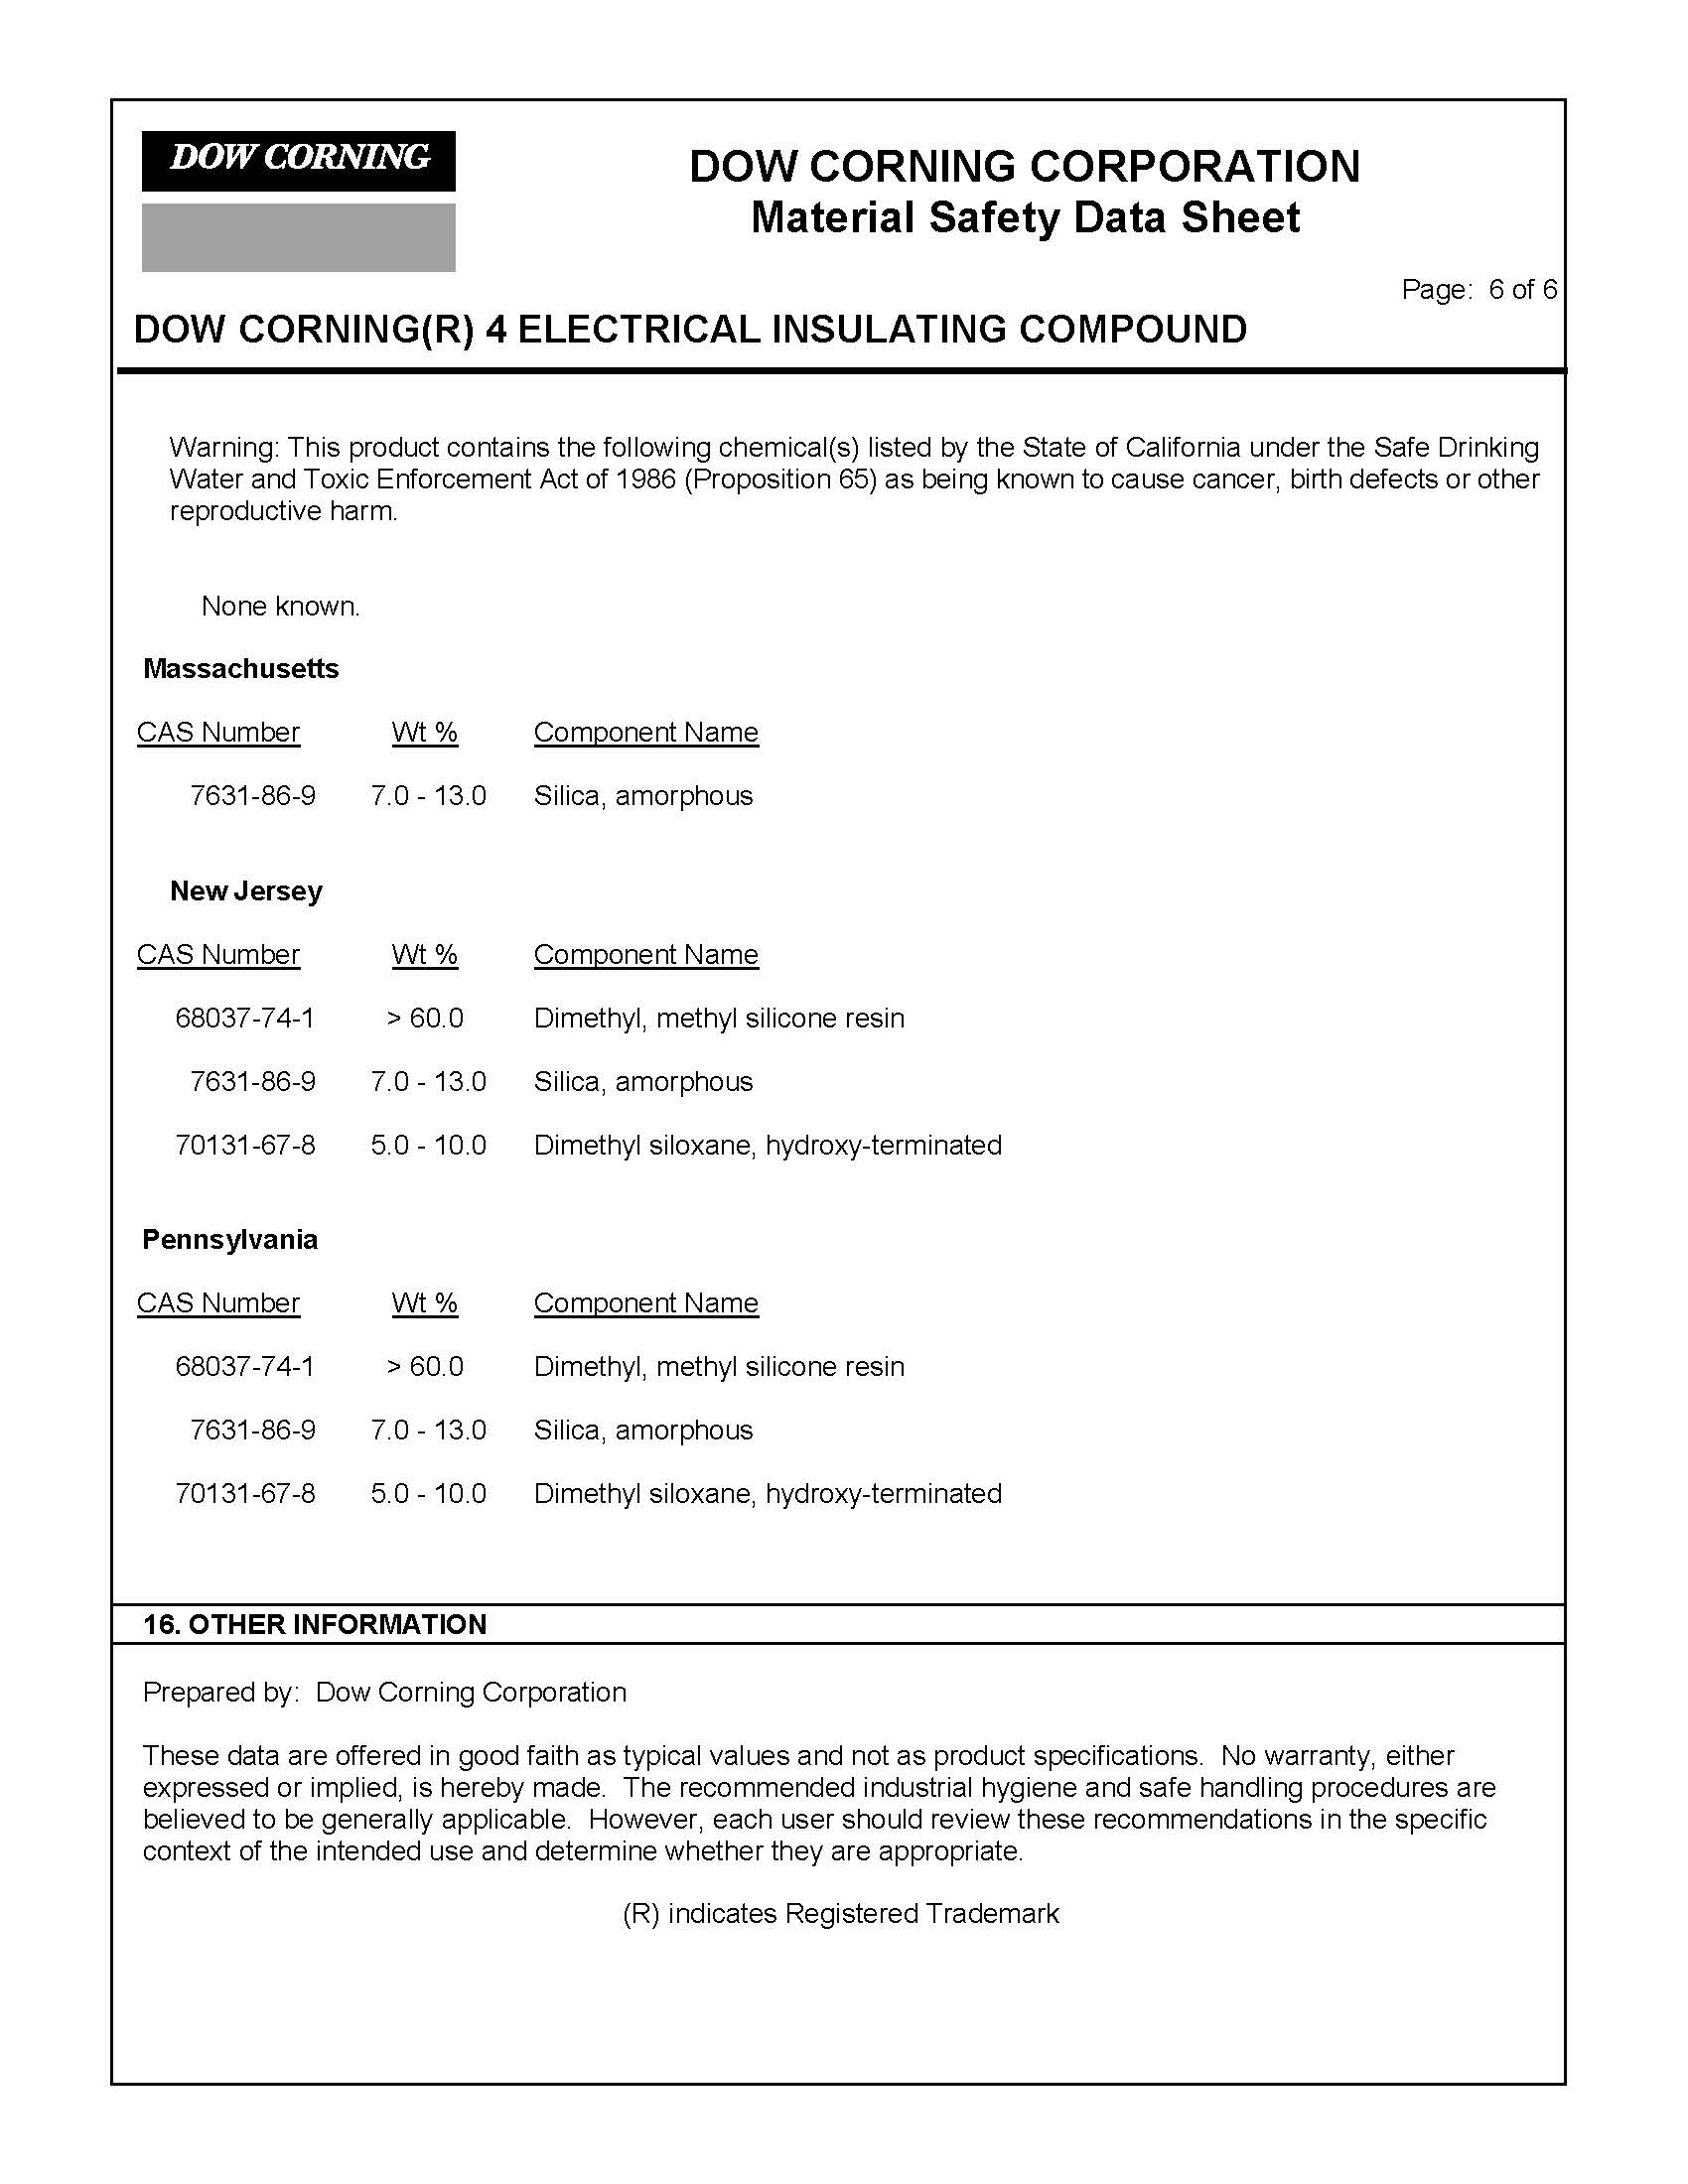 DOW CORNING
DOW CORNING CORPORATION
Material Safety Data Sheet
Page: 6 of 6
DOW CORNING(R) 4 ELECTRICAL INSULATING COMPOUND
Warning: This product contains the following chemical(s) listed by the State of California under the Safe Drinking
Water and Toxic Enforcement Act of 1986 (Proposition 65) as being known to cause cancer, birth defects or other
reproductive harm.
None known.
Massachusetts
CAS Number Wt % Component Name
7631-86-9 7.0 - 13.0 Silica, amorphous
New Jersey
CAS Number Wt % Component Name
68037-74-1 > 60.0 Dimethyl, methyl silicone resin
7631-86-9 7.0 - 13.0 Silica, amorphous
70131-67-8 5.0 - 10.0 Dimethyl siloxane, hydroxy-terminated
Pennsylvania
CAS Number Wt % Component Name
68037-74-1 > 60.0 Dimethyl, methyl silicone resin
7631-86-9 7.0 - 13.0 Silica, amorphous
70131-67-8 5.0 - 10.0 Dimethyl siloxane, hydroxy-terminated
16. OTHER INFORMATION
Prepared by: Dow Corning Corporation
These data are offered in good faith as typical values and not as product specifications. No warranty, either
expressed or implied, is hereby made. The recommended industrial hygiene and safe handling procedures are
believed to be generally applicable. However, each user should review these recommendations in the specific
context of the intended use and determine whether they are appropriate.
(R) indicates Registered Trademark